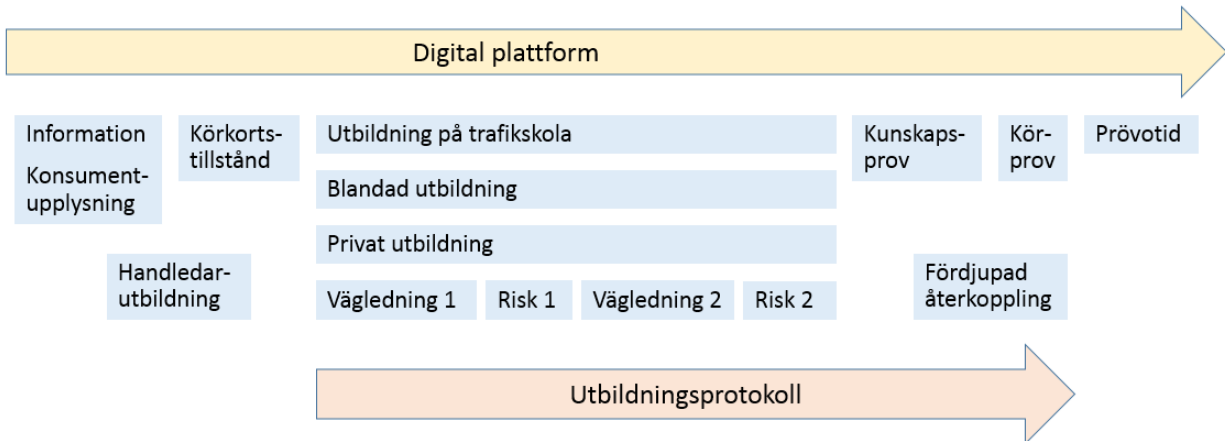 Digital plattform
Information
Konsument-
upplysning
Körkorts-
tillstånd
Handledar-
utbildning
Utbildning på trafikskola
Blandad utbildning
Privat utbildning
Vägledning 1
Risk 1
Vägledning 2
Risk 2
Kunskaps-
prov
Kör-
prov
Prövotid
Fördjupad
återkoppling
Utbildningsprotokoll